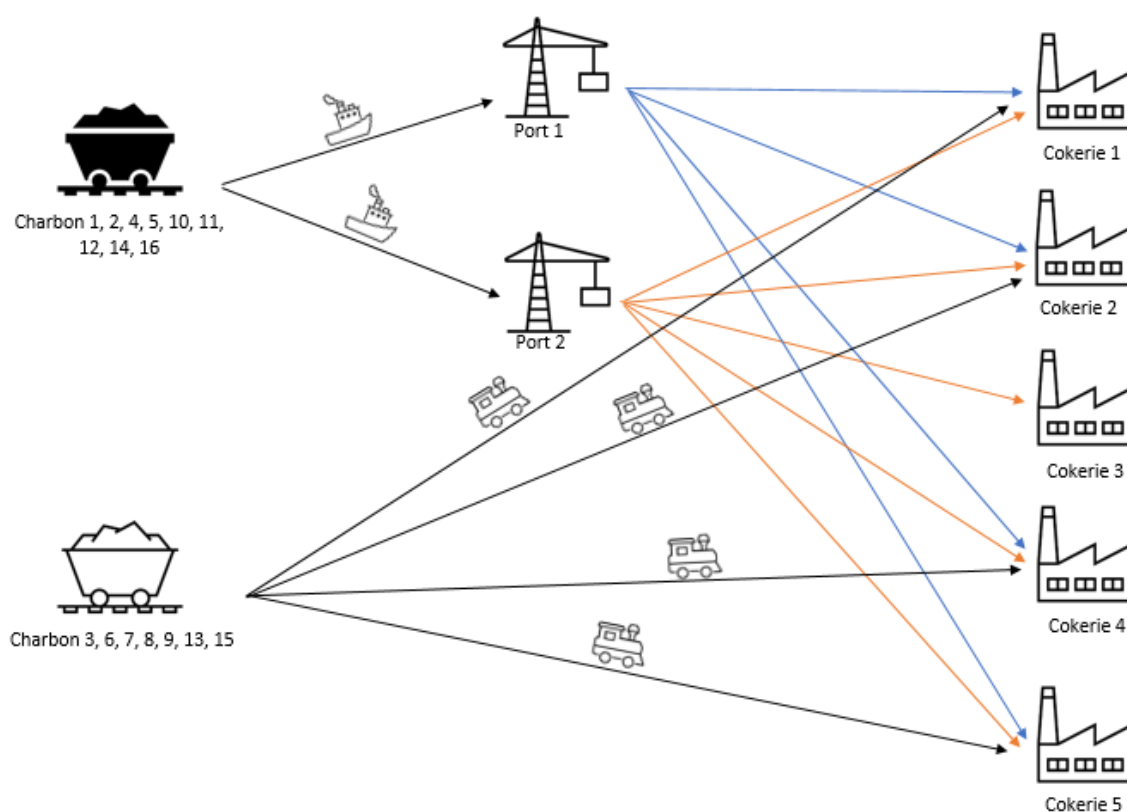 Port 1
Cokerie 1
Charbon 1, 2, 4, 5, 10, 11,
12, 14, 16
Cokerie 2
Port 2
Cokerie 3
Charbon 3, 6, 7, 8, 9, 13, 15
Cokerie 4
Cokerie 5